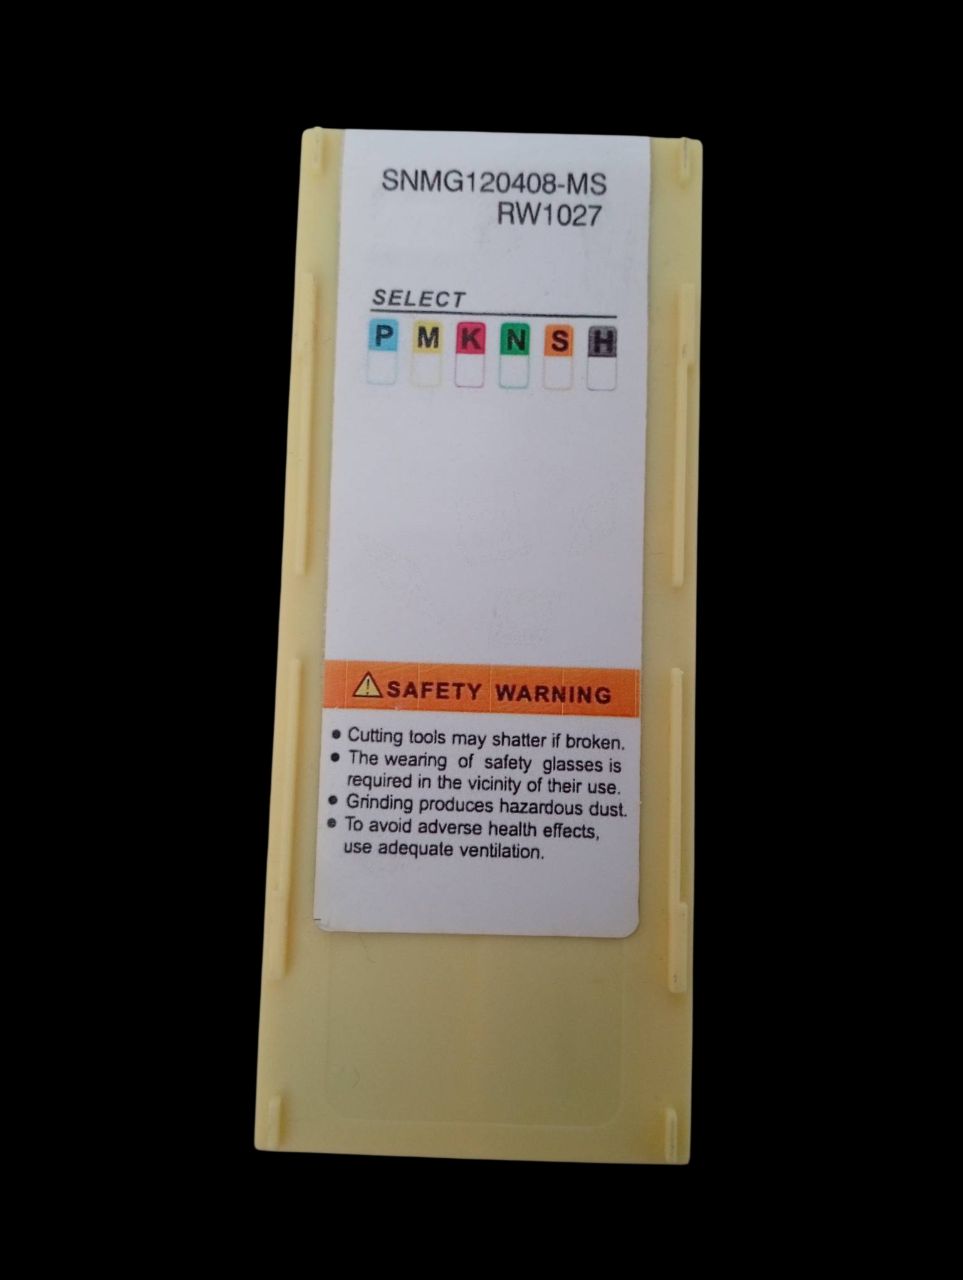 SNMG120408-MS
RW1027
SELECT
P M K N S H
SAFETY WARNING
• Cutting tools may shatter if broken.
• The wearing of safety glasses is
required in the vicinity of their use.
• Grinding produces hazardous dust.
• To avoid adverse health effects,
use adequate ventilation.